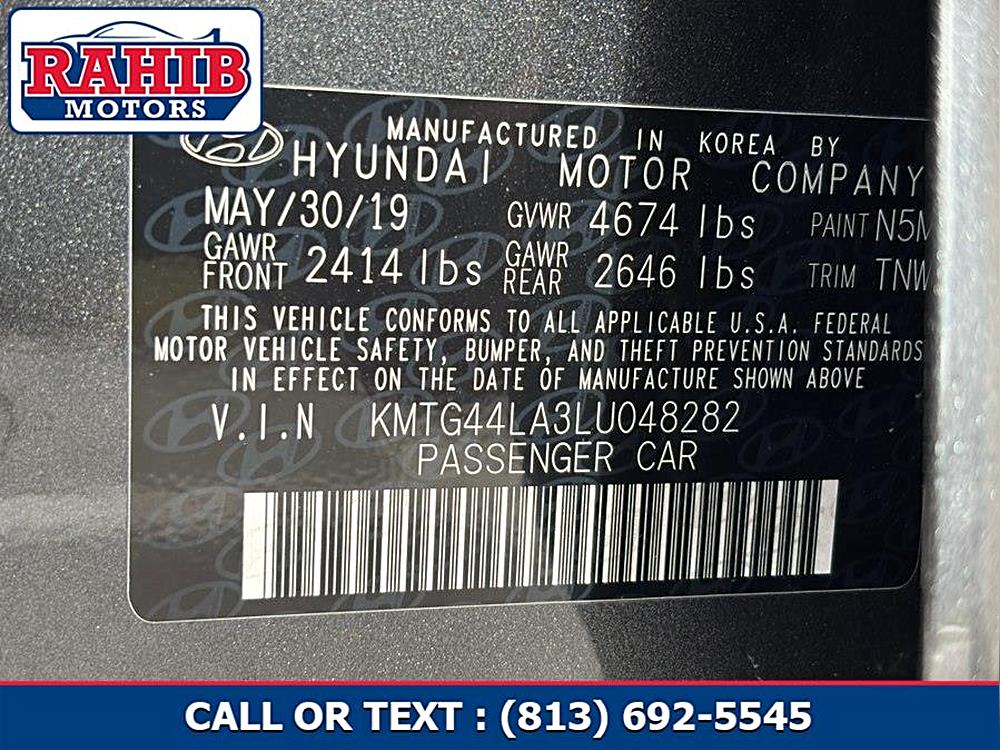 RAHIB
MOTORS
MANUFACTURED IN KOREA BY
HYUNDAI MOTOR COMPANY
MAY/30/19 GVWR 4674 lbs PAINT N5M
GAWR FRONT 2414 lbs GAWR REAR 2646 lbs TRIM TNW
THIS VEHICLE CONFORMS TO ALL APPLICABLE U.S.A. FEDERAL
MOTOR VEHICLE SAFETY, BUMPER, AND THEFT PREVENTION STANDARDS
IN EFFECT ON THE DATE OF MANUFACTURE SHOWN ABOVE
V.I.N KMTG44LA3LU048282
PASSENGER CAR
CALL OR TEXT : (813) 692-5545